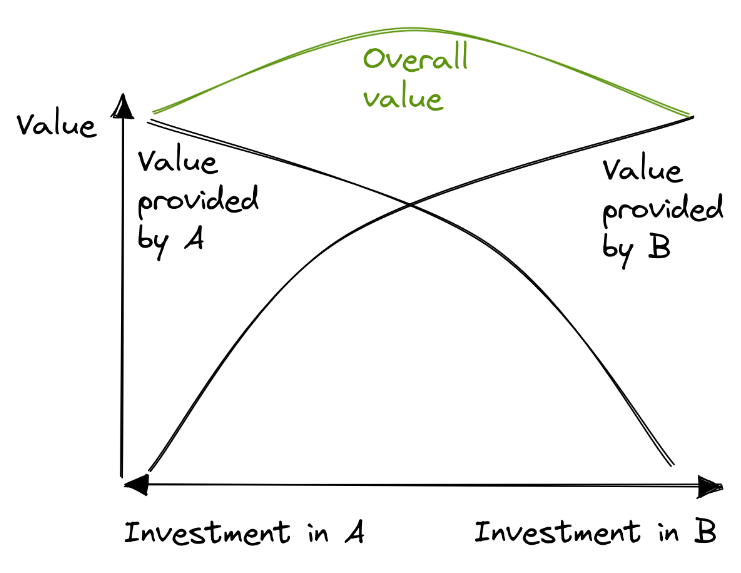 Overall
value
Value
Value
provided
by A
Value
provided
by B
Investment in A
Investment in B